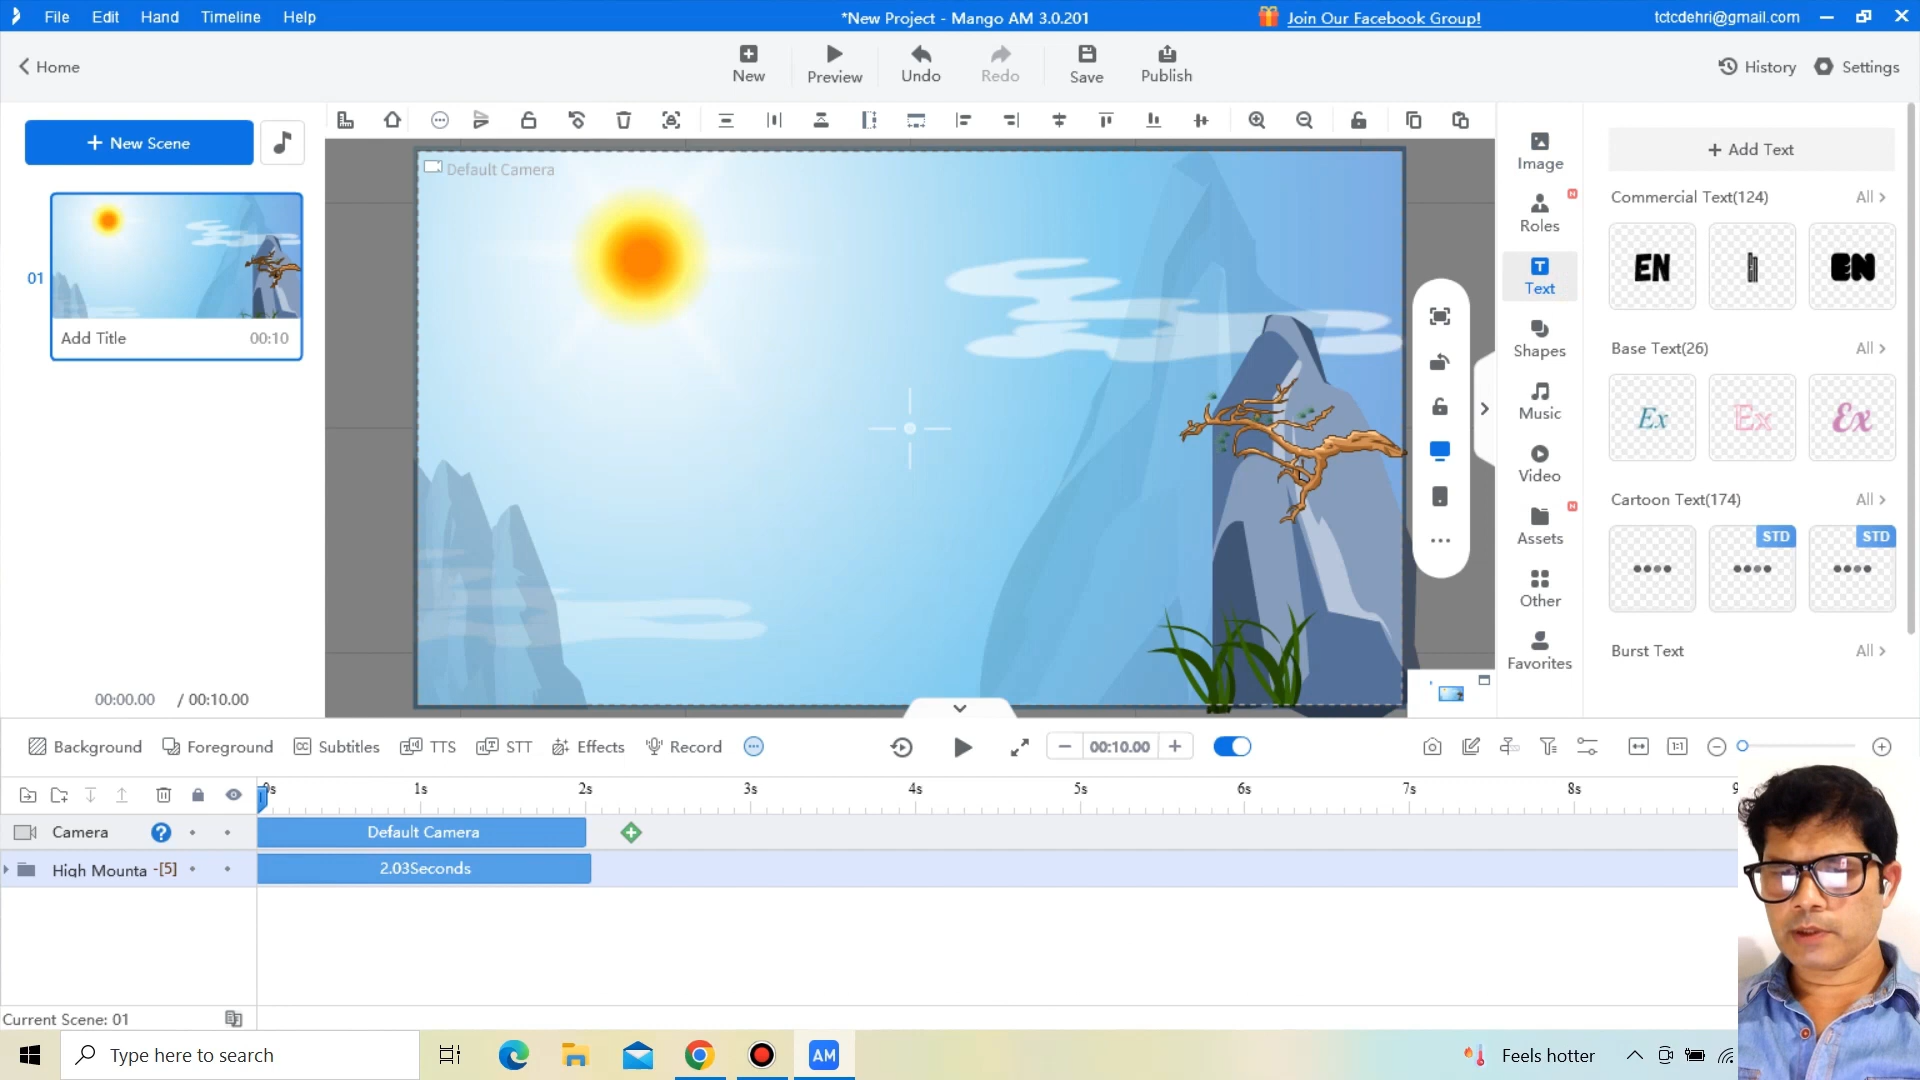 File Edit Hand Timeline Help
*New Project - Mango AM 3.0.201
Join Our Facebook Group!
tctcdehri@gmail.com
Home
New
Preview
Undo
Redo
Save
Publish
History
Settings
+ New Scene
01
Add Title 00:10
00:00.00 / 00:10.00
Default Camera
Image
Roles
N
Text
Shapes
Music
Video
Assets
N
Other
Favorites
+ Add Text
Commercial Text(124) All >
EN
EN
Base Text(26) All >
Ex
Ex
Ex
Cartoon Text(174) All >
STD
STD
Burst Text All >
Background
Foreground
Subtitles
TTS
STT
Effects
Record
00:10.00
1:1
0s 1s 2s 3s 4s 5s 6s 7s 8s 9
Camera
Default Camera
High Mounta -[5]
2.03Seconds
Current Scene: 01
Type here to search
AM
Feels hotter